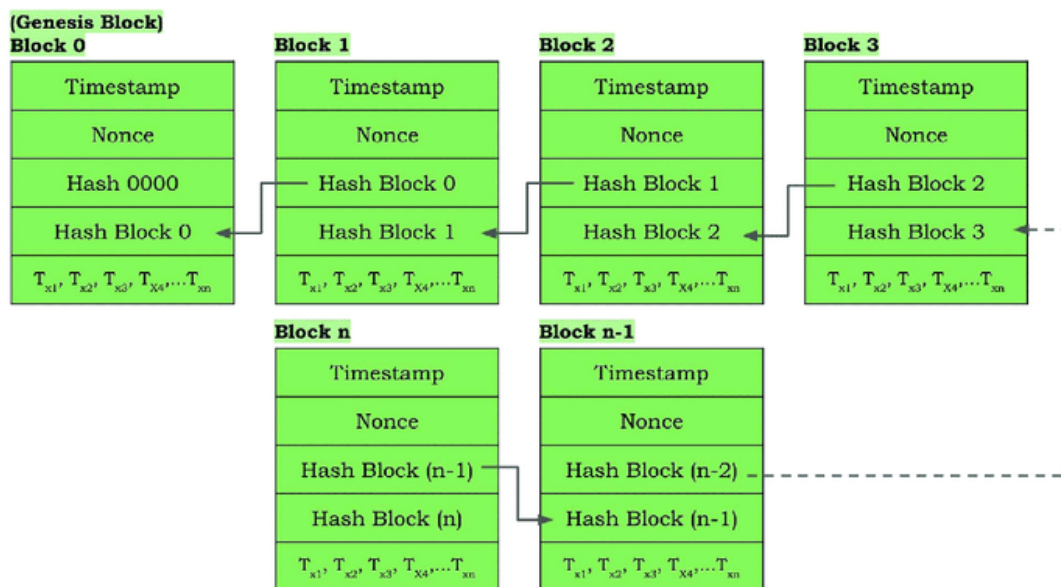 (Genesis Block)
Block 0
Timestamp
Nonce
Hash 0000
Hash Block 0
Tx1, Tx2, Tx3, TX4,...Txn
Block 1
Timestamp
Nonce
Hash Block 0
Hash Block 1
Tx1, Tx2, Tx3, TX4,...Txn
Block 2
Timestamp
Nonce
Hash Block 1
Hash Block 2
Tx1, Tx2, Tx3, TX4,...Txn
Block 3
Timestamp
Nonce
Hash Block 2
Hash Block 3
Tx1, Tx2, Tx3, TX4,...Txn
Block n
Timestamp
Nonce
Hash Block (n-1)
Hash Block (n)
Tx1, Tx2, Tx3, TX4,...Txn
Block n-1
Timestamp
Nonce
Hash Block (n-2)
Hash Block (n-1)
Tx1, Tx2, Tx3, TX4,...Txn